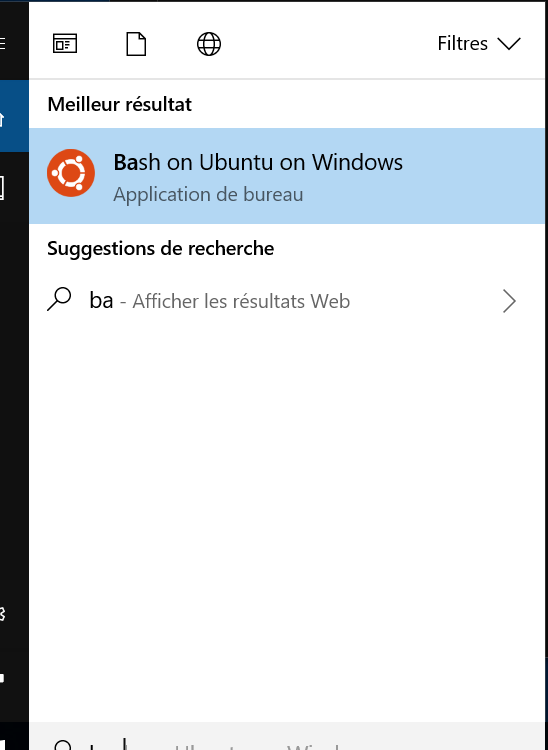 Filtres
Meilleur résultat
Bash on Ubuntu on Windows
Application de bureau
Suggestions de recherche
ba - Afficher les résultats Web